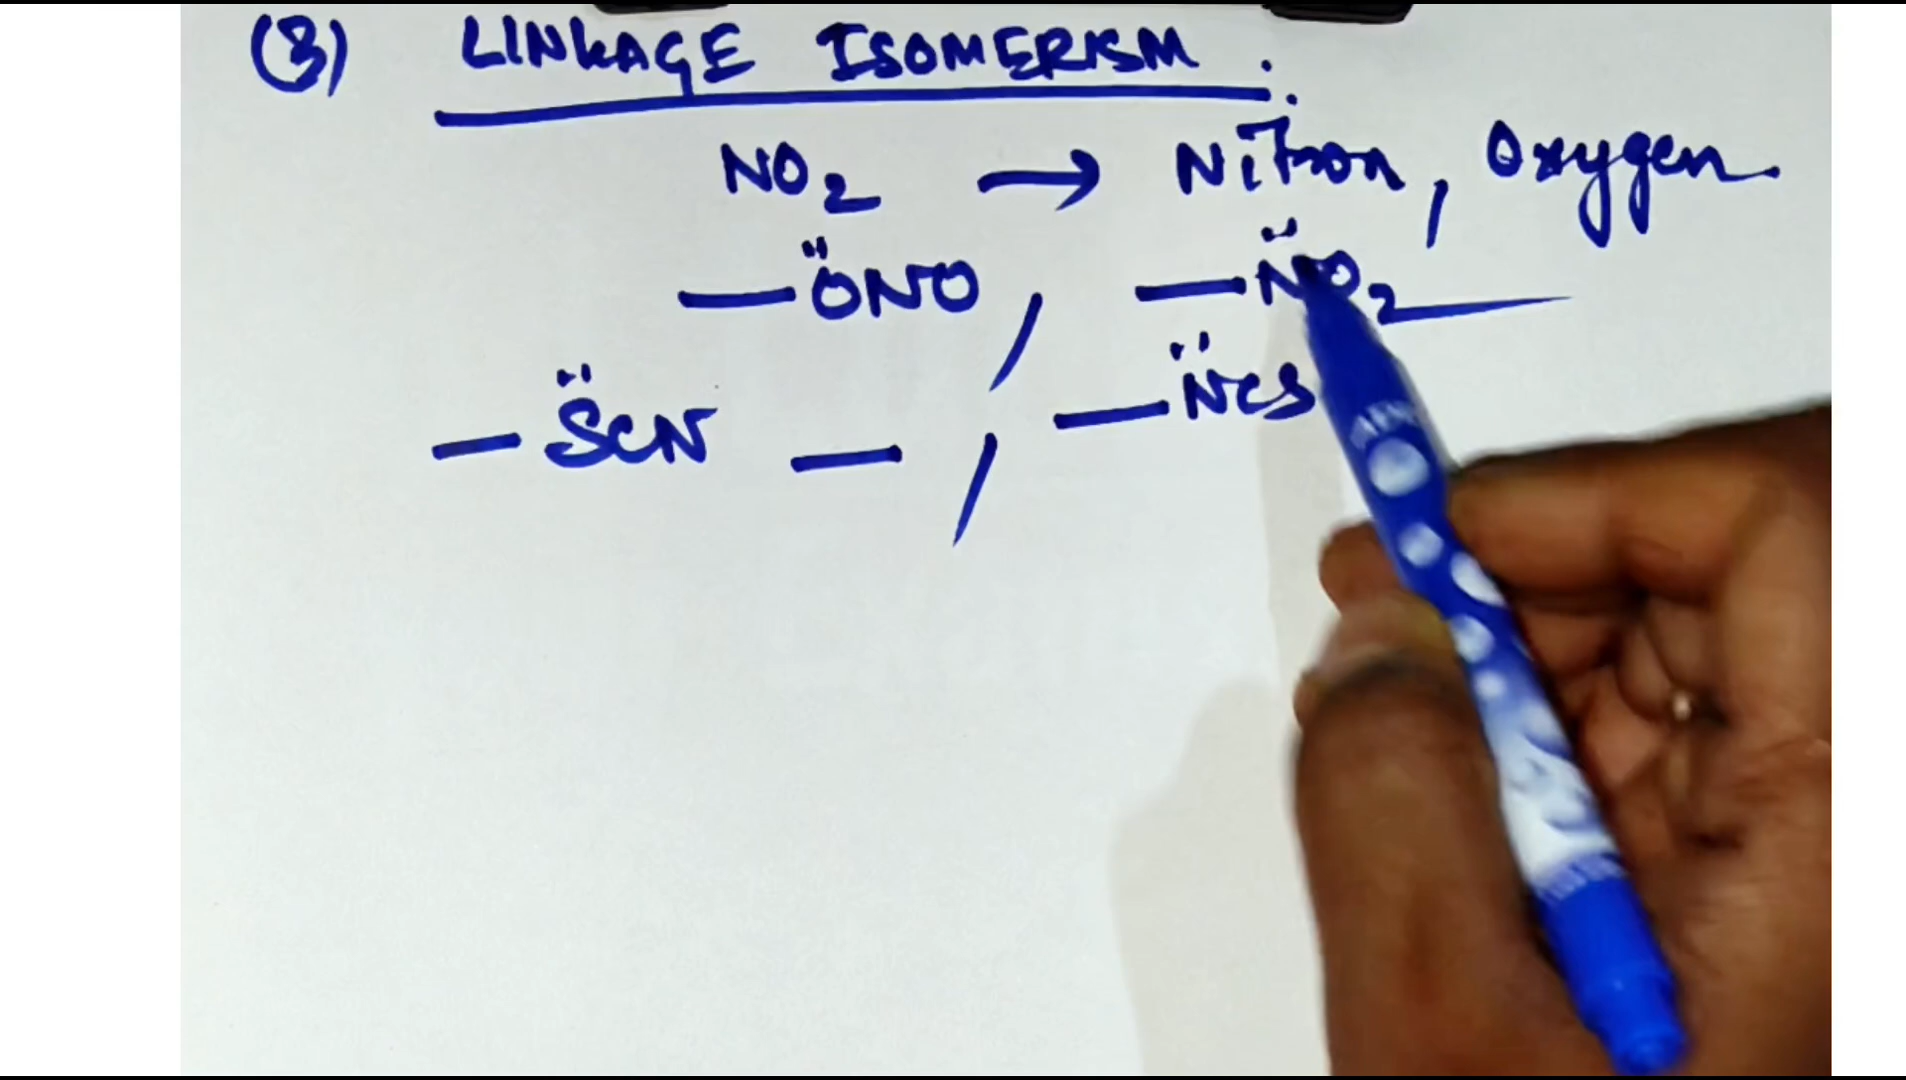 (3) LINKAGE ISOMERISM.
NO2 → Nitron, Oxygen
—ÖNO, —N̈O2
—S̈CN —, —N̈CS